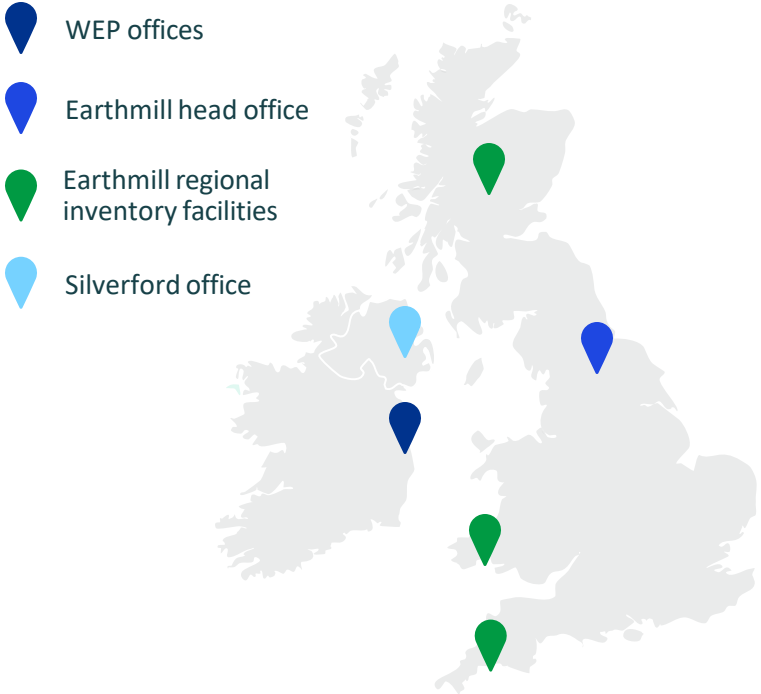 WEP offices
Earthmill head office
Earthmill regional
inventory facilities
Silverford office